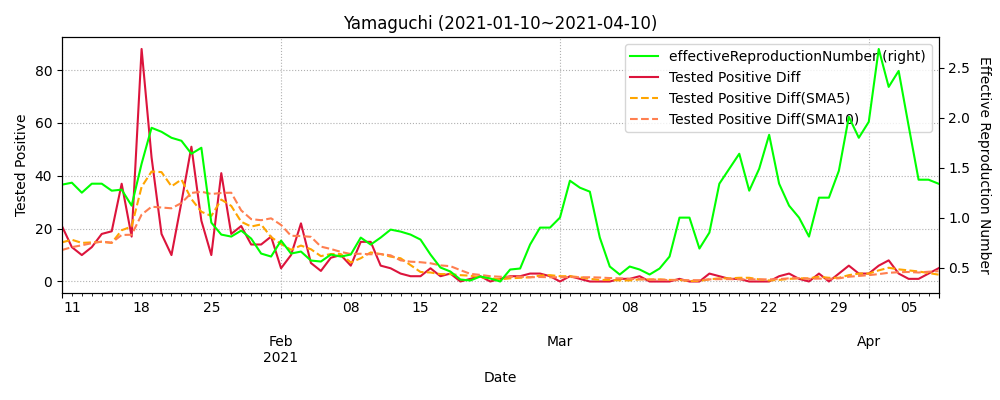 Yamaguchi (2021-01-10~2021-04-10)
effectiveReproductionNumber (right)
Tested Positive Diff
Tested Positive Diff(SMA5)
Tested Positive Diff(SMA10)
Tested Positive
80
60
40
20
0
2.5
2.0
1.5
1.0
0.5
Effective Reproduction Number
11 18 25 08 15 22 08 15 22 29 05
Feb Mar Apr
2021
Date